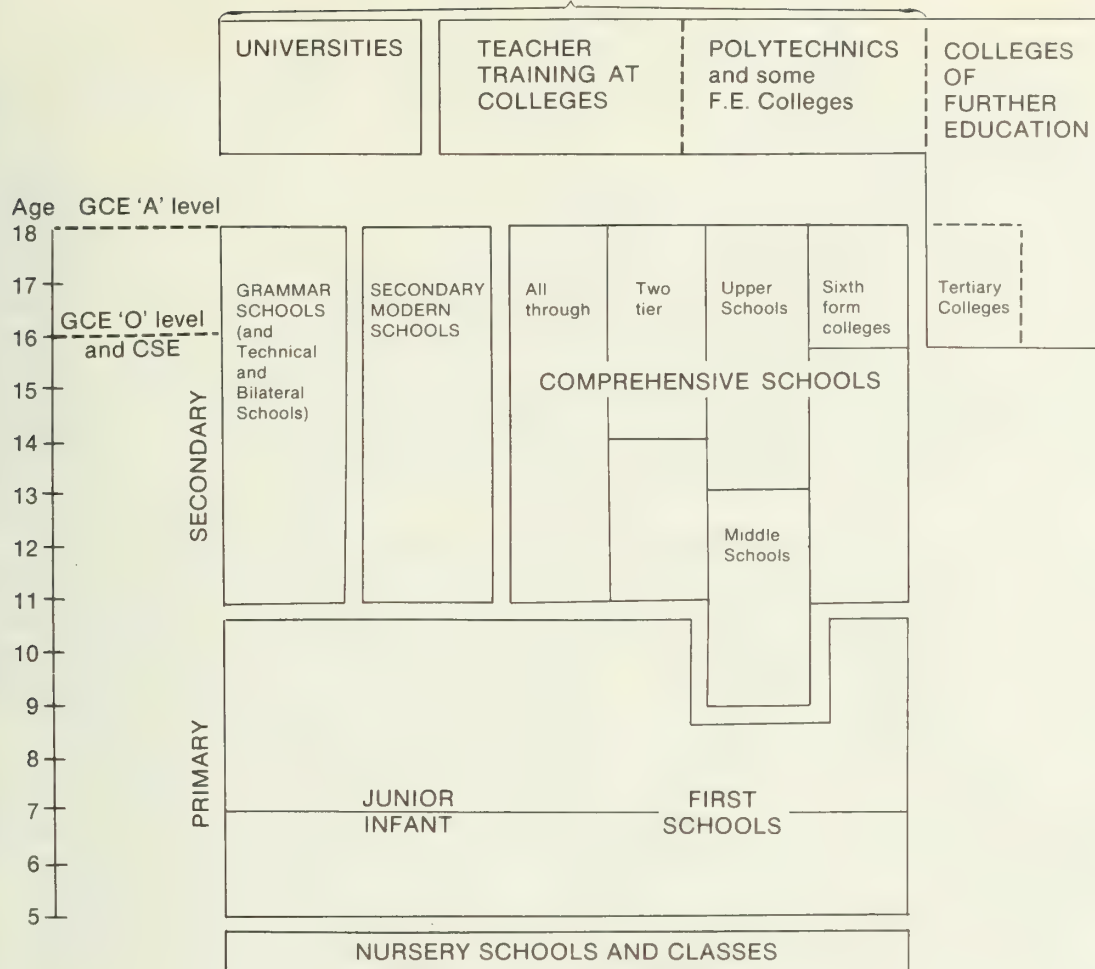 UNIVERSITIES
TEACHER
TRAINING AT
COLLEGES
POLYTECHNICS
and some
F.E. Colleges
COLLEGES
OF
FURTHER
EDUCATION
Age
GCE 'A' level
18
17
GCE 'O' level
16
and CSE
15
14
13
12
11
10
9
8
7
6
5
SECONDARY
PRIMARY
GRAMMAR
SCHOOLS
(and
Technical
and
Bilateral
Schools)
SECONDARY
MODERN
SCHOOLS
All
through
Two
tier
Upper
Schools
Sixth
form
colleges
Tertiary
Colleges
COMPREHENSIVE SCHOOLS
Middle
Schools
JUNIOR
INFANT
FIRST
SCHOOLS
NURSERY SCHOOLS AND CLASSES